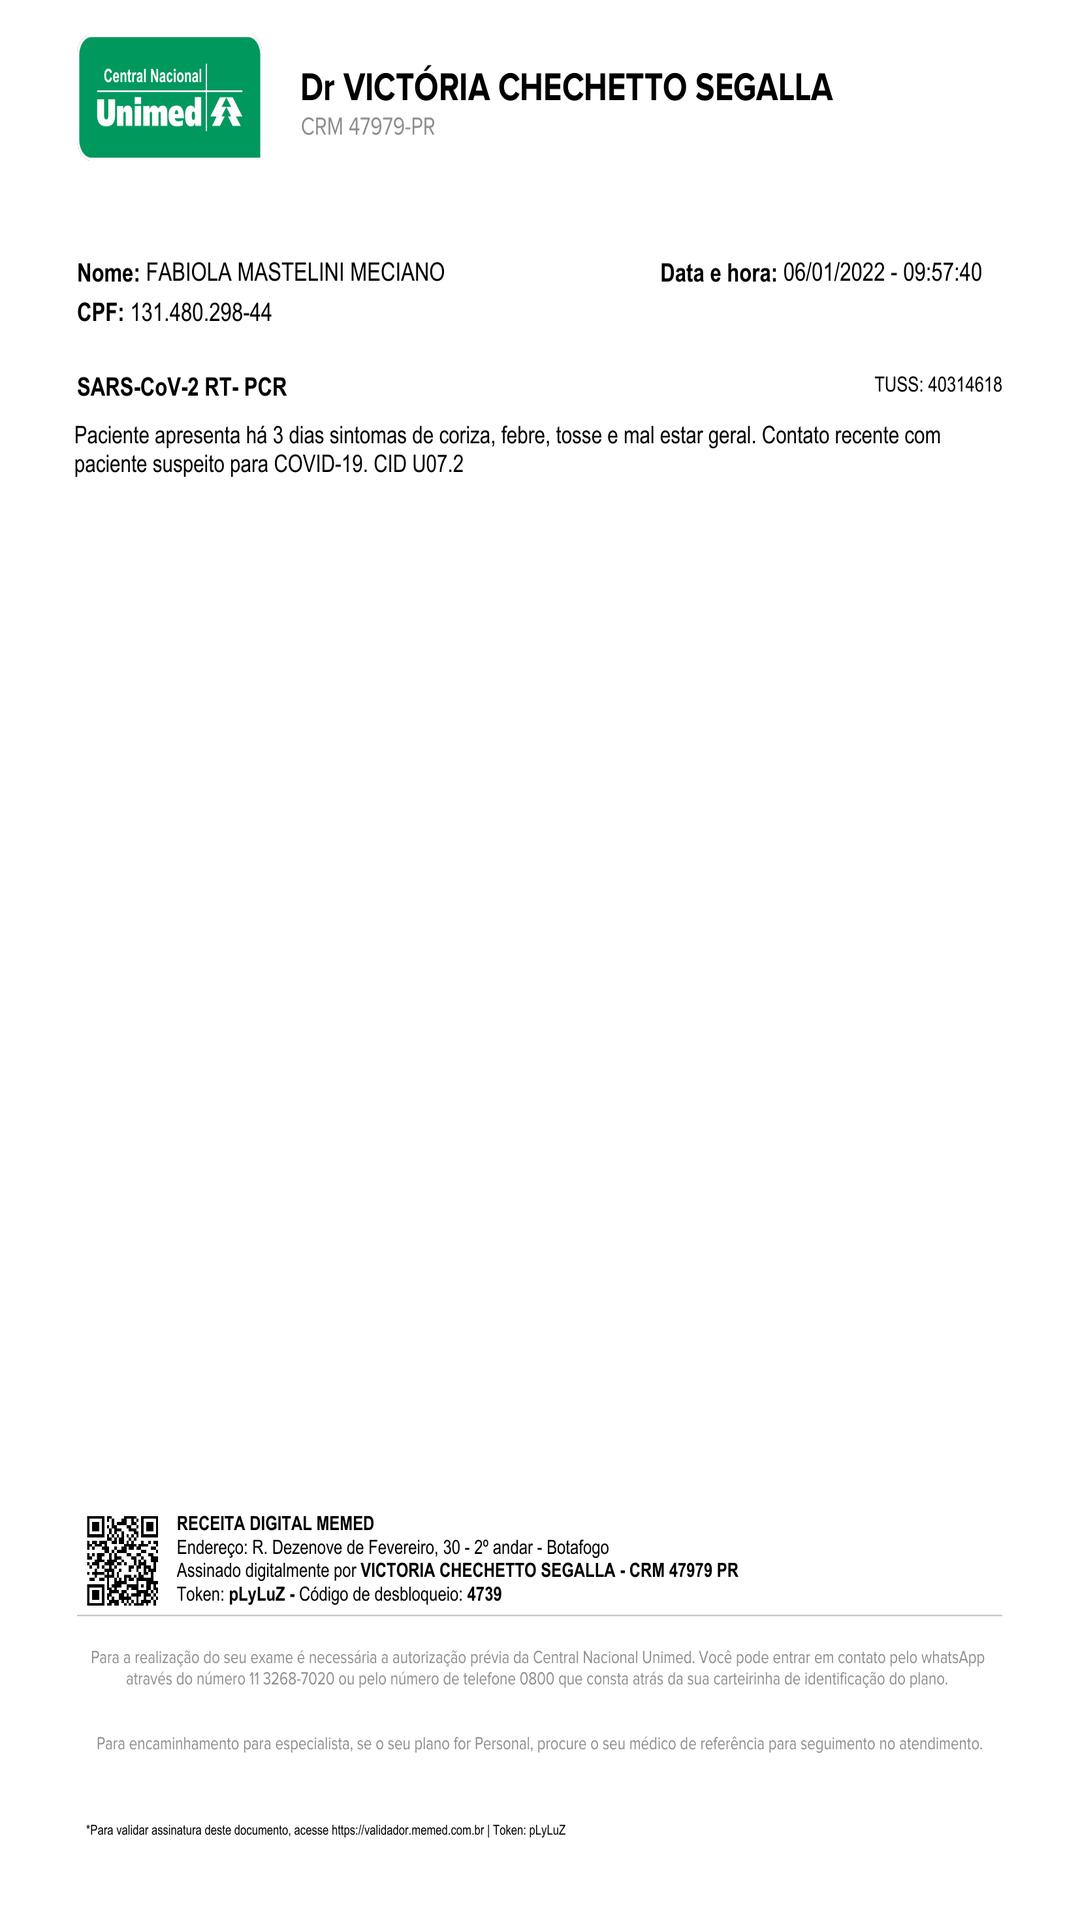 Central Nacional
Unimed
Dr VICTÓRIA CHECHETTO SEGALLA
CRM 47979-PR
Nome: FABIOLA MASTELINI MECIANO
Data e hora: 06/01/2022 - 09:57:40
CPF: 131.480.298-44
SARS-CoV-2 RT- PCR
TUSS: 40314618
Paciente apresenta há 3 dias sintomas de coriza, febre, tosse e mal estar geral. Contato recente com
paciente suspeito para COVID-19. CID U07.2
RECEITA DIGITAL MEMED
Endereço: R. Dezenove de Fevereiro, 30 - 2º andar - Botafogo
Assinado digitalmente por VICTORIA CHECHETTO SEGALLA - CRM 47979 PR
Token: pLyLuZ - Código de desbloqueio: 4739
Para a realização do seu exame é necessária a autorização prévia da Central Nacional Unimed. Você pode entrar em contato pelo whatsApp
através do número 11 3268-7020 ou pelo número de telefone 0800 que consta atrás da sua carteirinha de identificação do plano.
Para encaminhamento para especialista, se o seu plano for Personal, procure o seu médico de referência para seguimento no atendimento.
*Para validar assinatura deste documento, acesse https://validador.memed.com.br | Token: pLyLuZ